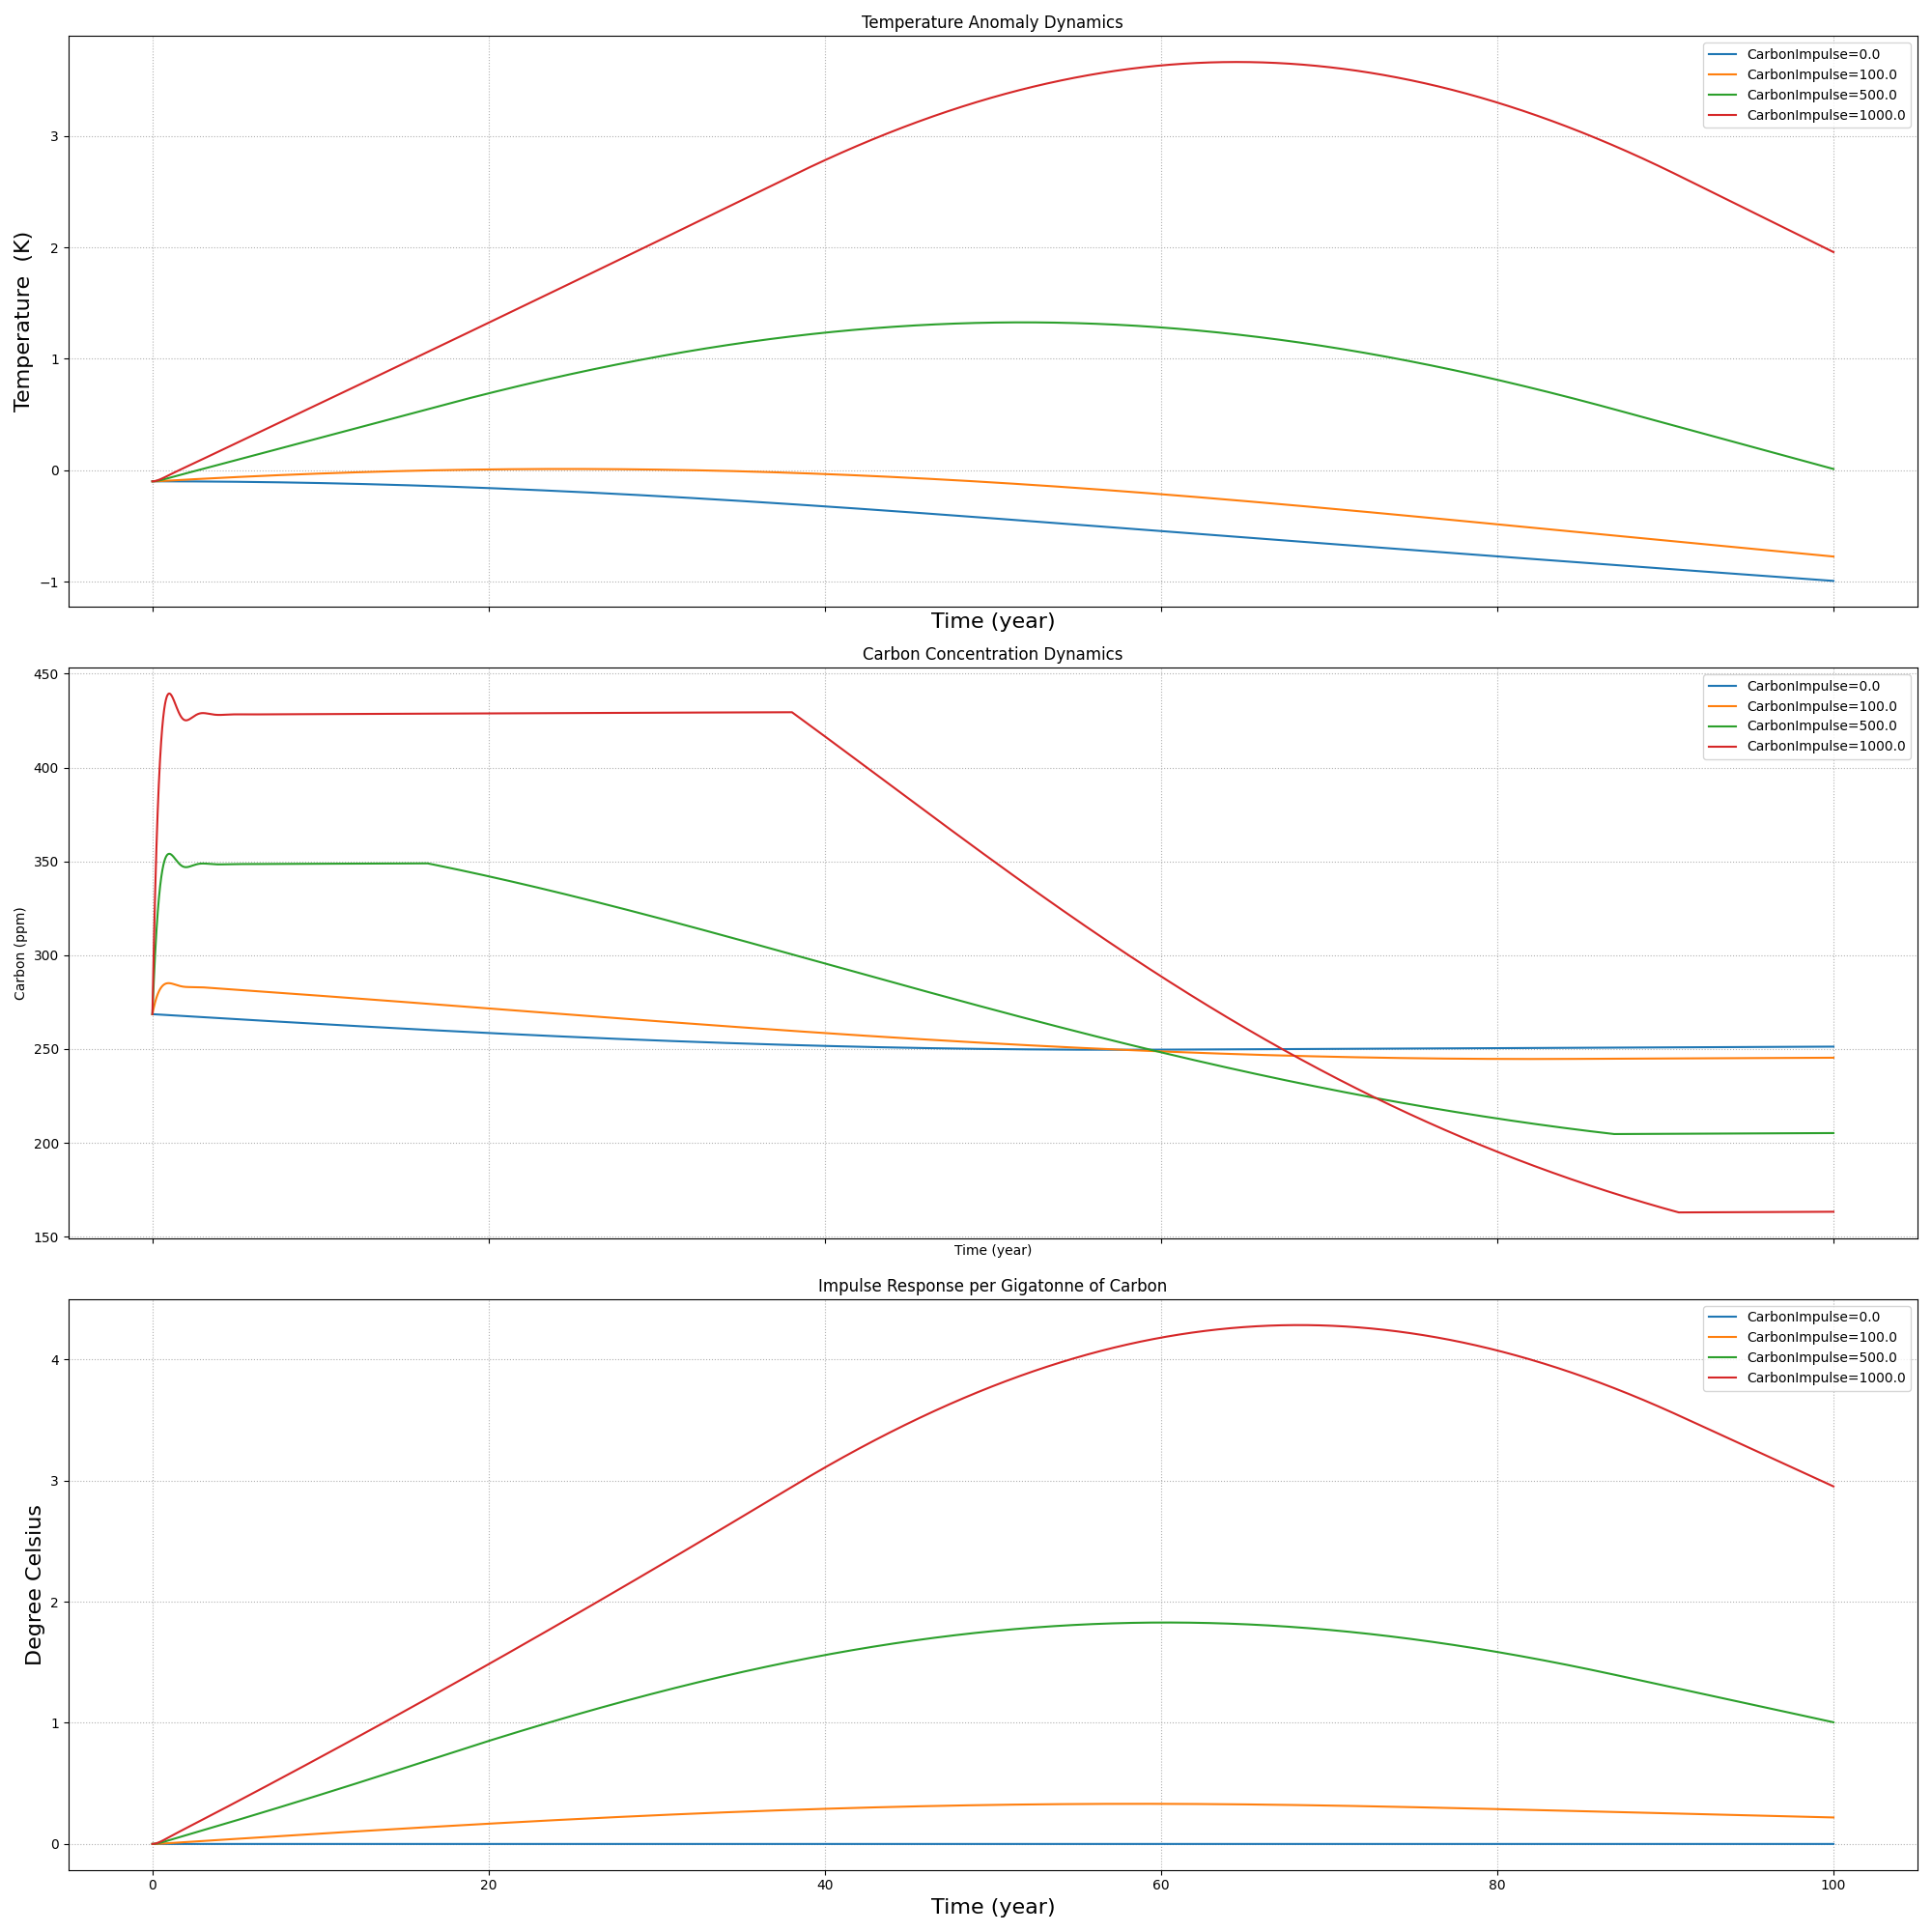 Temperature Anomaly Dynamics
CarbonImpulse=0.0
CarbonImpulse=100.0
CarbonImpulse=500.0
CarbonImpulse=1000.0
Temperature (K)
3
2
1
0
−1
Time (year)
Carbon Concentration Dynamics
CarbonImpulse=0.0
CarbonImpulse=100.0
CarbonImpulse=500.0
CarbonImpulse=1000.0
Carbon (ppm)
450
400
350
300
250
200
150
Time (year)
Impulse Response per Gigatonne of Carbon
CarbonImpulse=0.0
CarbonImpulse=100.0
CarbonImpulse=500.0
CarbonImpulse=1000.0
Degree Celsius
4
3
2
1
0
0 20 40 60 80 100
Time (year)